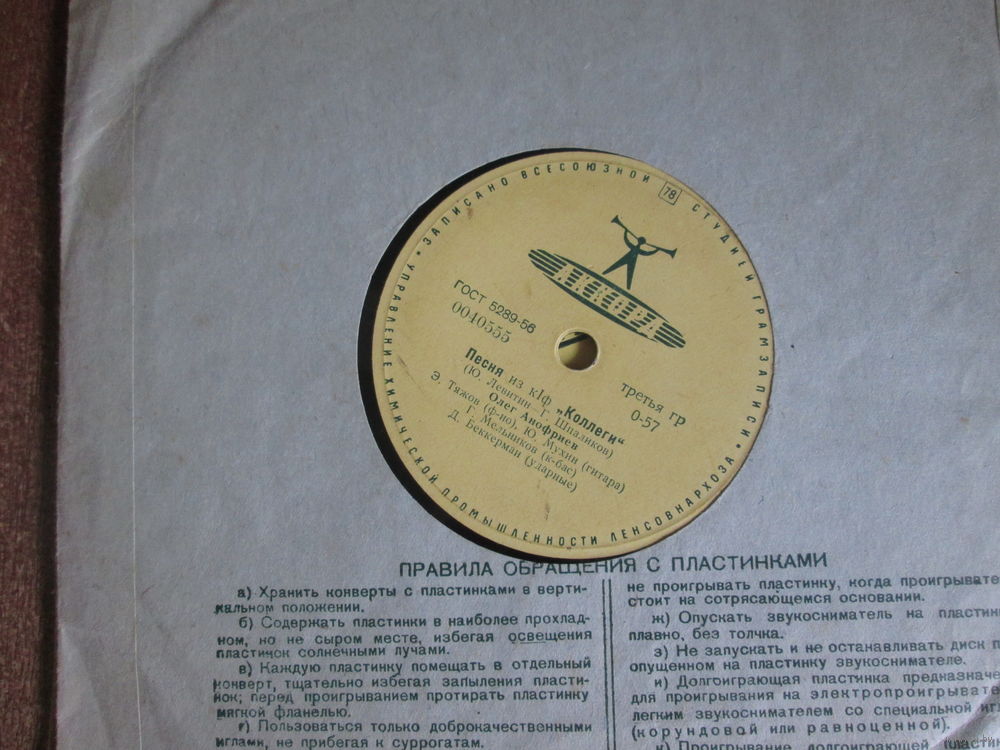 ЗАПИСАНО ВСЕСОЮЗНОЙ 78 СТУДИЕЙ ГРАМЗАПИСИ
УПРАВЛЕНИЕ ХИМИЧЕСКОЙ ПРОМЫШЛЕННОСТИ ЛЕНСОВНАРХОЗА
АККОРД
ГОСТ 5289-56
0040555
третья гр
0-57
Песня из к/ф „Коллеги“
(Ю. Левитин—Г. Шпаликов)
Олег Анофриев
Э. Тяжов (ф-но), Ю. Мухин (гитара)
Г. Мельников (к-бас)
Д. Беккерман (ударные)
ПРАВИЛА ОБРАЩЕНИЯ С ПЛАСТИНКАМИ
а) Хранить конверты с пластинками в верти-
кальном положении.
б) Содержать пластинки в наиболее прохлад-
ном, но не сыром месте, избегая освещения
пластинок солнечными лучами.
в) Каждую пластинку помещать в отдельный
конверт, тщательно избегая запыления пласти-
нок; перед проигрыванием протирать пластинку
мягкой фланелью.
г) Пользоваться только доброкачественными
иглами, не прибегая к суррогатам.
не проигрывать пластинку, когда проигрывате
стоит на сотрясающемся основании.
ж) Опускать звукосниматель на пластин
плавно, без толчка.
з) Не запускать и не останавливать диск п
опущенном на пластинку звукоснимателе.
и) Долгоиграющая пластинка предназначе
для проигрывания на электропроигрывате
легким звукоснимателем со специальной иг
(корундовой или равноценной).
к) Проигрывание долгоиграющей